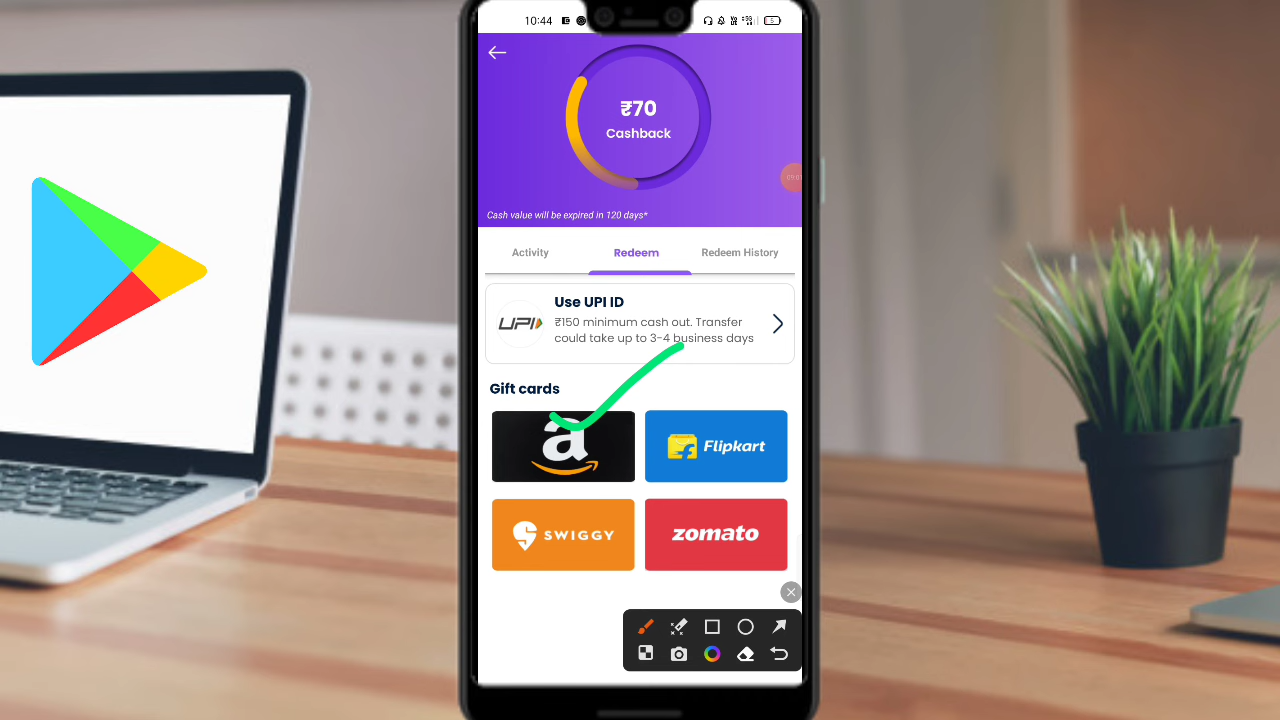 10:44
₹70
Cashback
Cash value will be expired in 120 days*
Activity
Redeem
Redeem History
Use UPI ID
UPI
₹150 minimum cash out. Transfer
could take up to 3-4 business days
Gift cards
a
Flipkart
SWIGGY
zomato